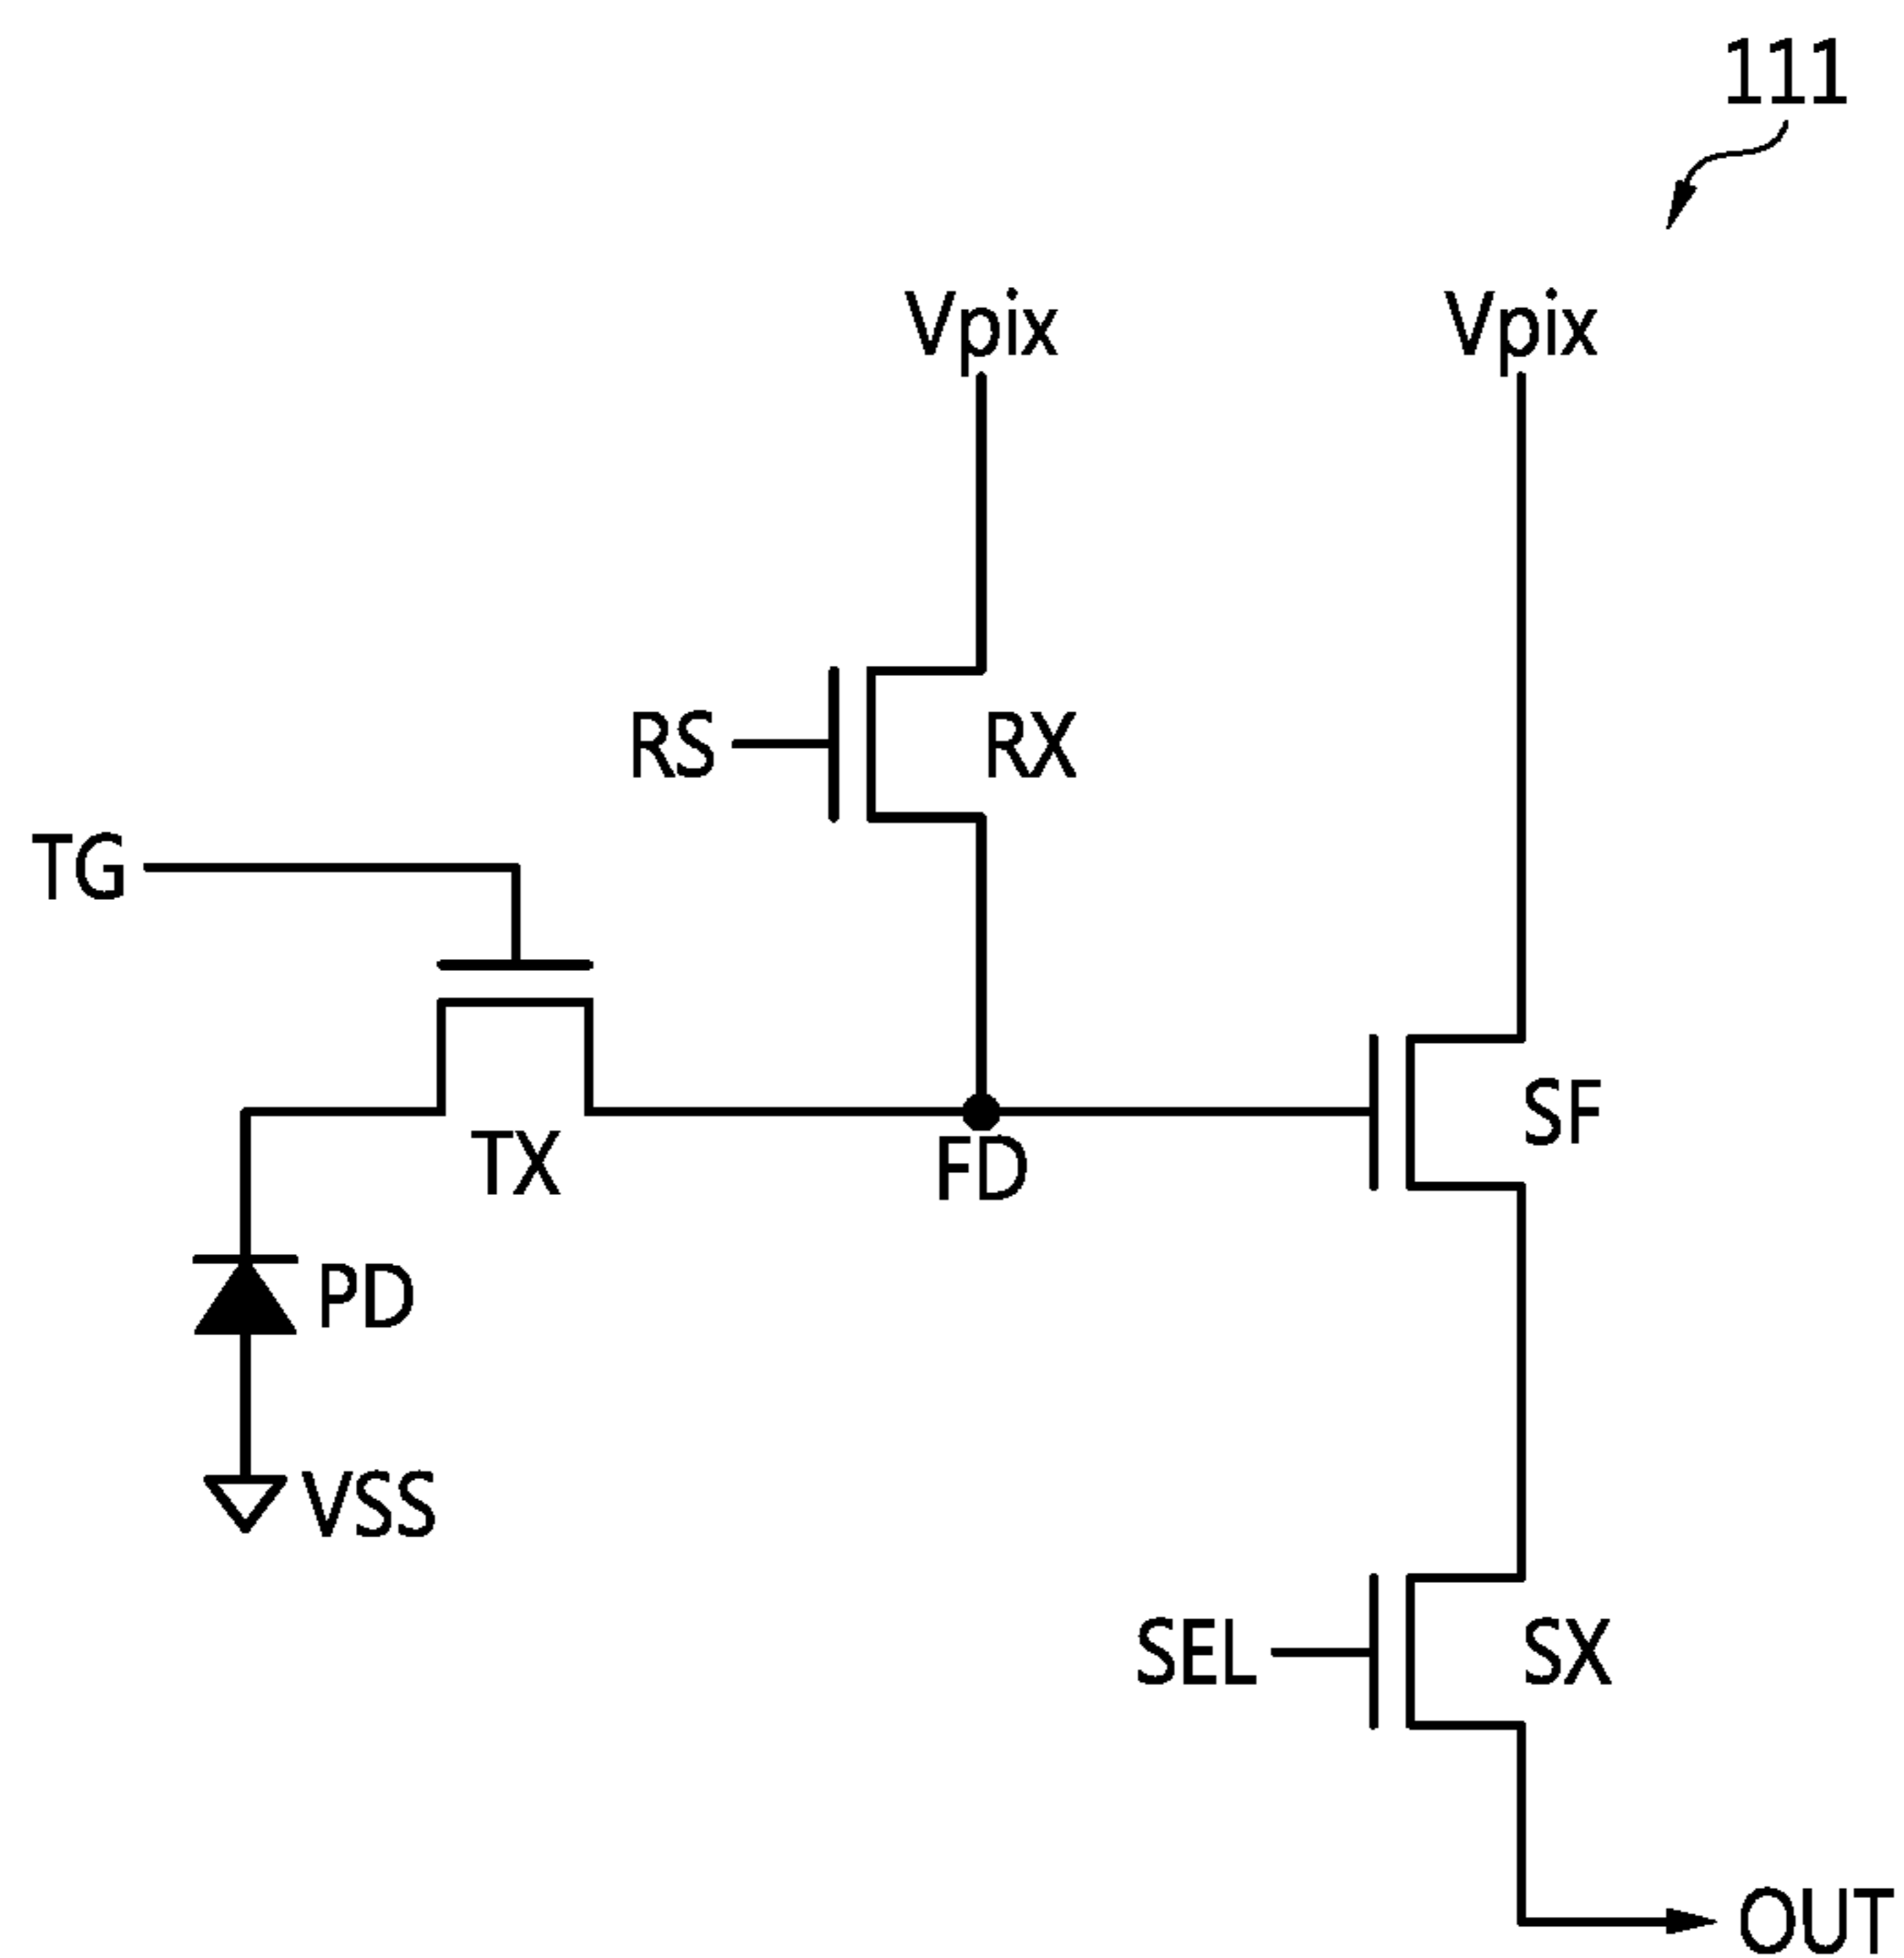 111
Vpix Vpix
RS RX
TG
SF
TX FD
PD
VSS
SEL SX
OUT